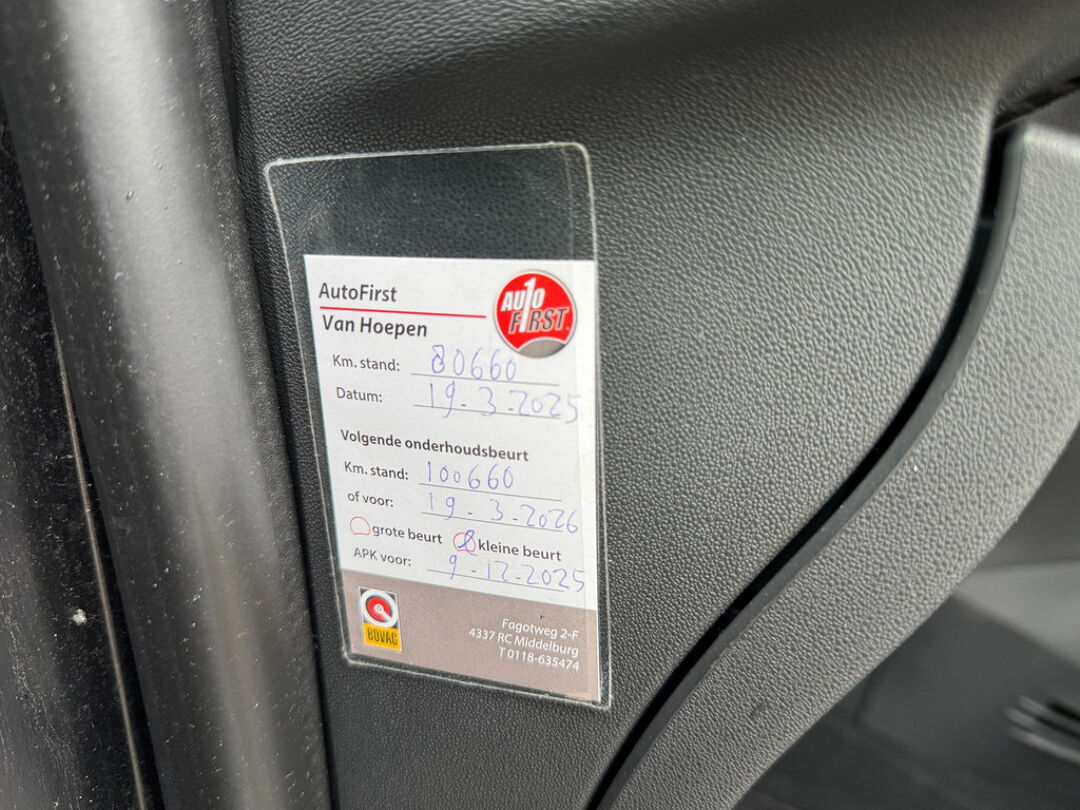 AutoFirst
Van Hoepen
AUTO
F1RST
Km. stand: 80660
Datum: 19-3-2025
Volgende onderhoudsbeurt
Km. stand: 100660
of voor: 19-3-2026
grote beurt kleine beurt
APK voor: 9-12-2025
BOVAG
Fagotweg 2-F
4337 RC Middelburg
T 0118-635474